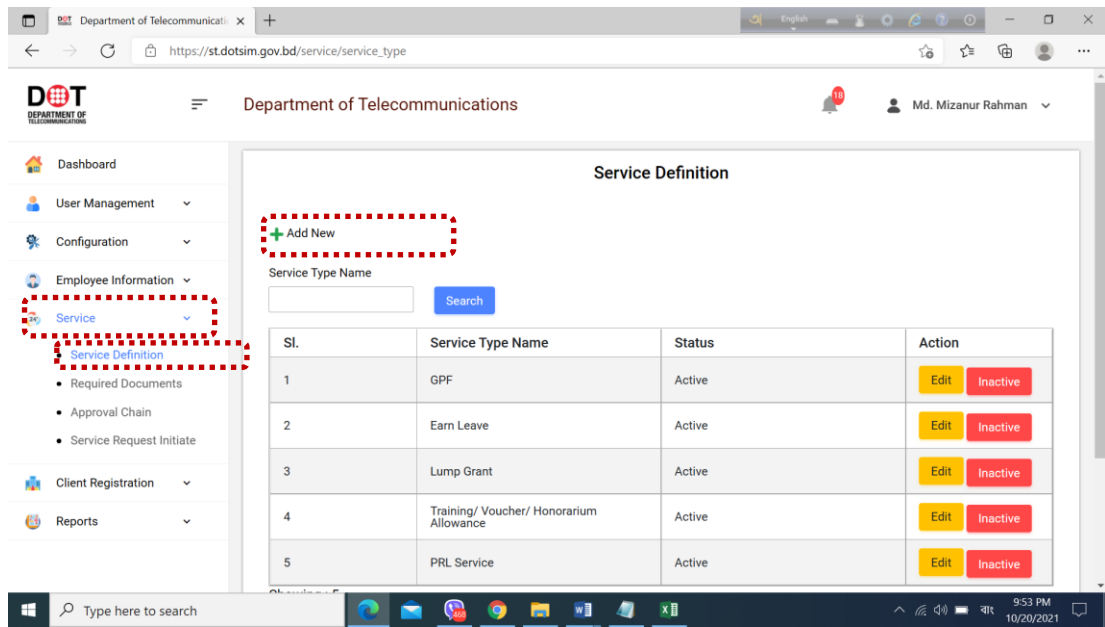 Department of Telecommunicati
English
https://st.dotsim.gov.bd/service/service_type
DOT
DEPARTMENT OF
TELECOMMUNICATIONS
Department of Telecommunications
18
Md. Mizanur Rahman
Dashboard
User Management
Configuration
Employee Information
Service
Service Definition
Required Documents
Approval Chain
Service Request Initiate
Client Registration
Reports
Service Definition
Add New
Service Type Name
Search
Sl. Service Type Name Status Action
1 GPF Active Edit Inactive
2 Earn Leave Active Edit Inactive
3 Lump Grant Active Edit Inactive
4 Training/ Voucher/ Honorarium Allowance Active Edit Inactive
5 PRL Service Active Edit Inactive
Type here to search
বাং
9:53 PM
10/20/2021